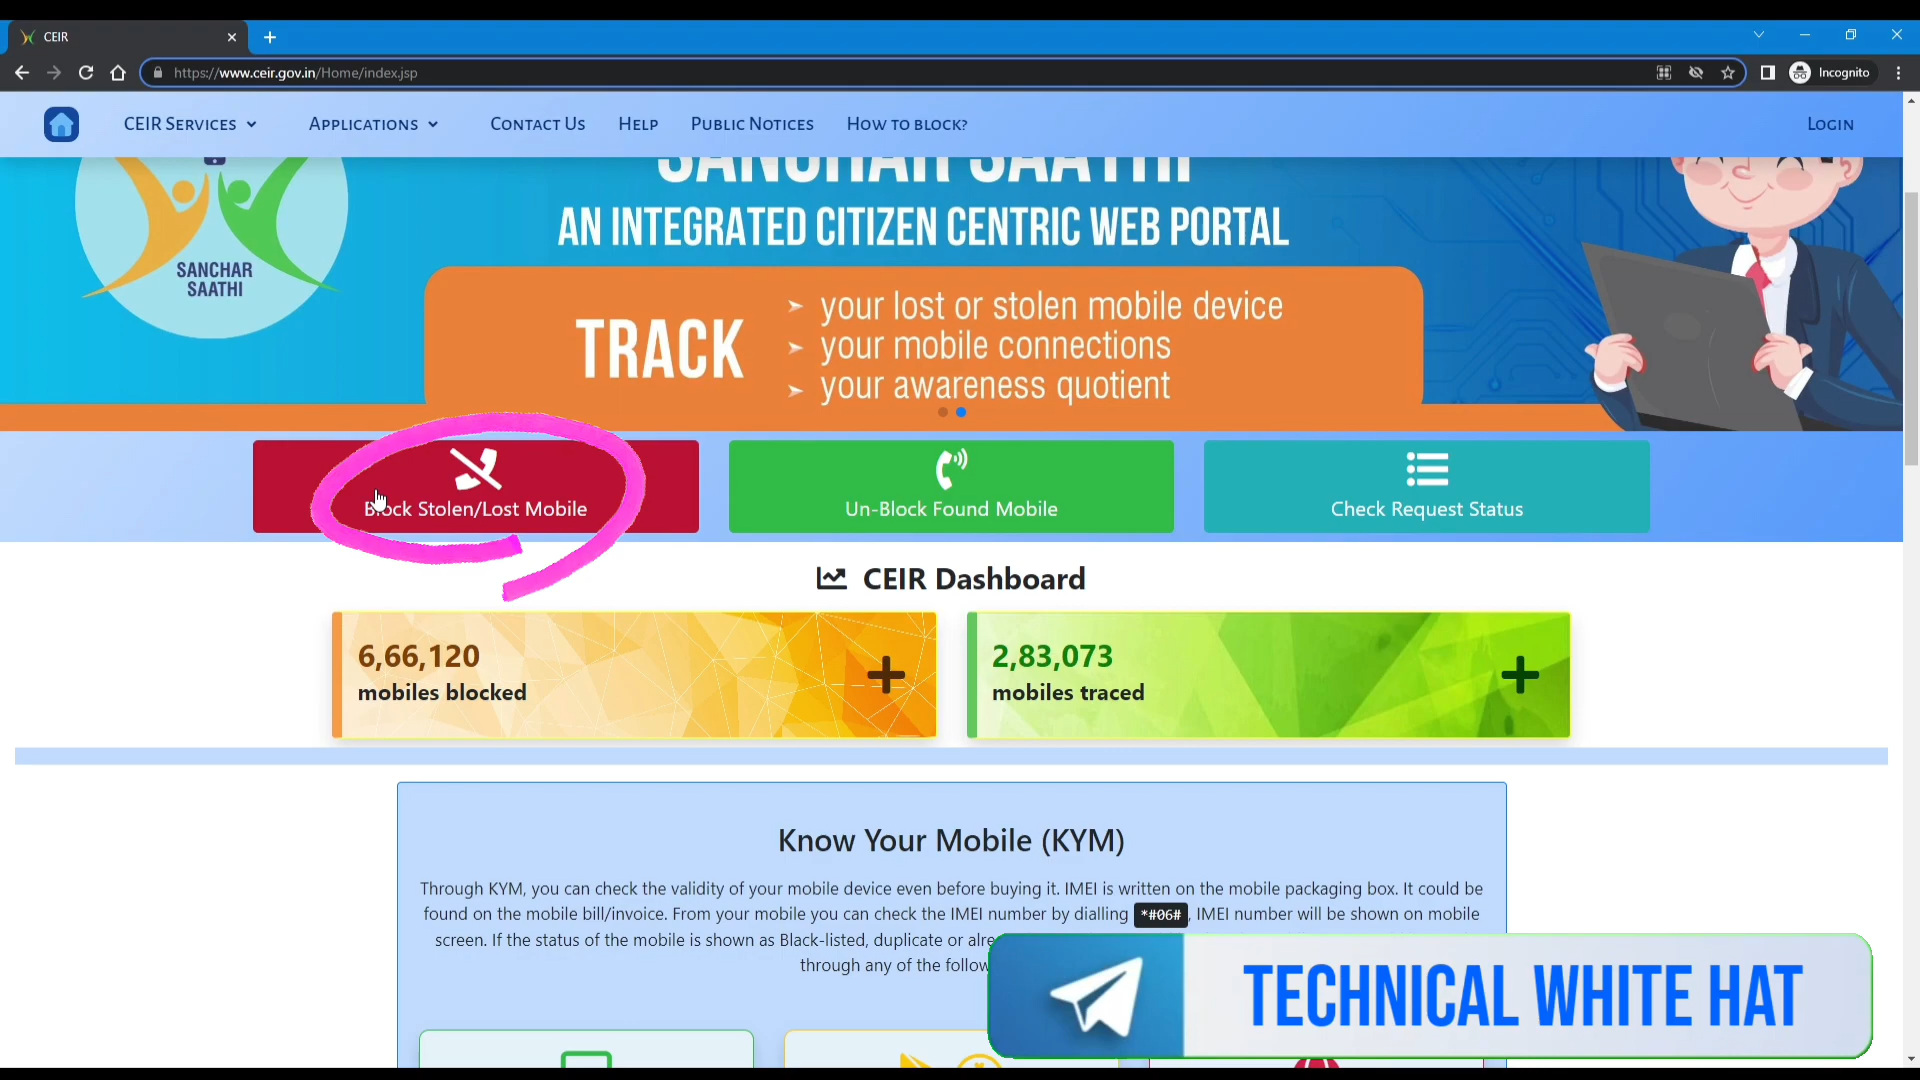 CEIR
https://www.ceir.gov.in/Home/index.jsp
Incognito
CEIR Services
Applications
Contact Us
Help
Public Notices
How to block?
Login
SANCHAR SAATHI
AN INTEGRATED CITIZEN CENTRIC WEB PORTAL
SANCHAR
SAATHI
TRACK
➤ your lost or stolen mobile device
➤ your mobile connections
➤ your awareness quotient
Block Stolen/Lost Mobile
Un-Block Found Mobile
Check Request Status
CEIR Dashboard
6,66,120
mobiles blocked
2,83,073
mobiles traced
Know Your Mobile (KYM)
Through KYM, you can check the validity of your mobile device even before buying it. IMEI is written on the mobile packaging box. It could be
found on the mobile bill/invoice. From your mobile you can check the IMEI number by dialling *#06#, IMEI number will be shown on mobile
screen. If the status of the mobile is shown as Black-listed, duplicate or
through any of the
TECHNICAL WHITE HAT